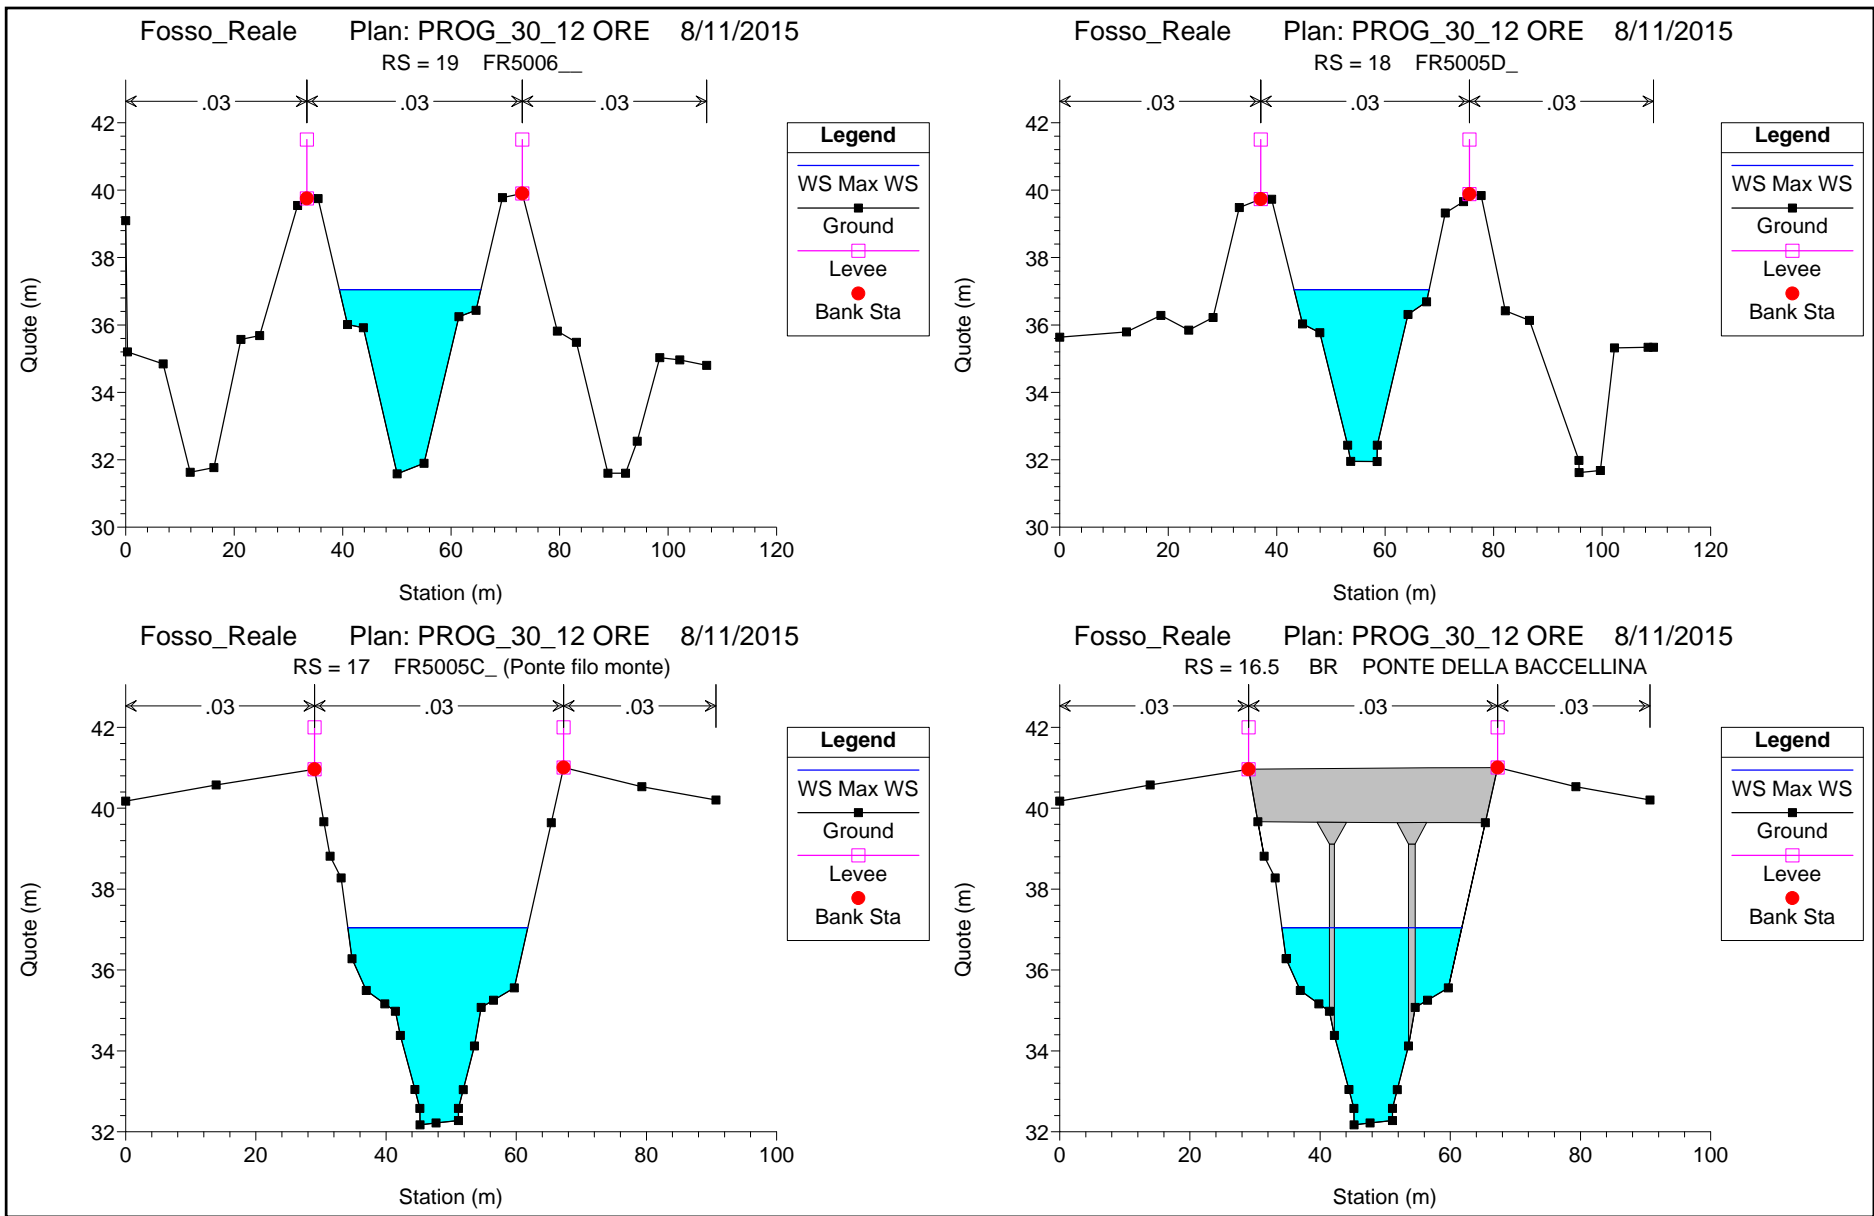 Fosso_Reale Plan: PROG_30_12 ORE 8/11/2015
RS = 19 FR5006__
.03 .03 .03
42
40
38
36
34
32
30
0 20 40 60 80 100 120
Quote (m)
Station (m)
Legend
WS Max WS
Ground
Levee
Bank Sta
Fosso_Reale Plan: PROG_30_12 ORE 8/11/2015
RS = 18 FR5005D_
.03 .03 .03
42
40
38
36
34
32
30
0 20 40 60 80 100 120
Quote (m)
Station (m)
Legend
WS Max WS
Ground
Levee
Bank Sta
Fosso_Reale Plan: PROG_30_12 ORE 8/11/2015
RS = 17 FR5005C_ (Ponte filo monte)
.03 .03 .03
42
40
38
36
34
32
0 20 40 60 80 100
Quote (m)
Station (m)
Legend
WS Max WS
Ground
Levee
Bank Sta
Fosso_Reale Plan: PROG_30_12 ORE 8/11/2015
RS = 16.5 BR PONTE DELLA BACCELLINA
.03 .03 .03
42
40
38
36
34
32
0 20 40 60 80 100
Quote (m)
Station (m)
Legend
WS Max WS
Ground
Levee
Bank Sta